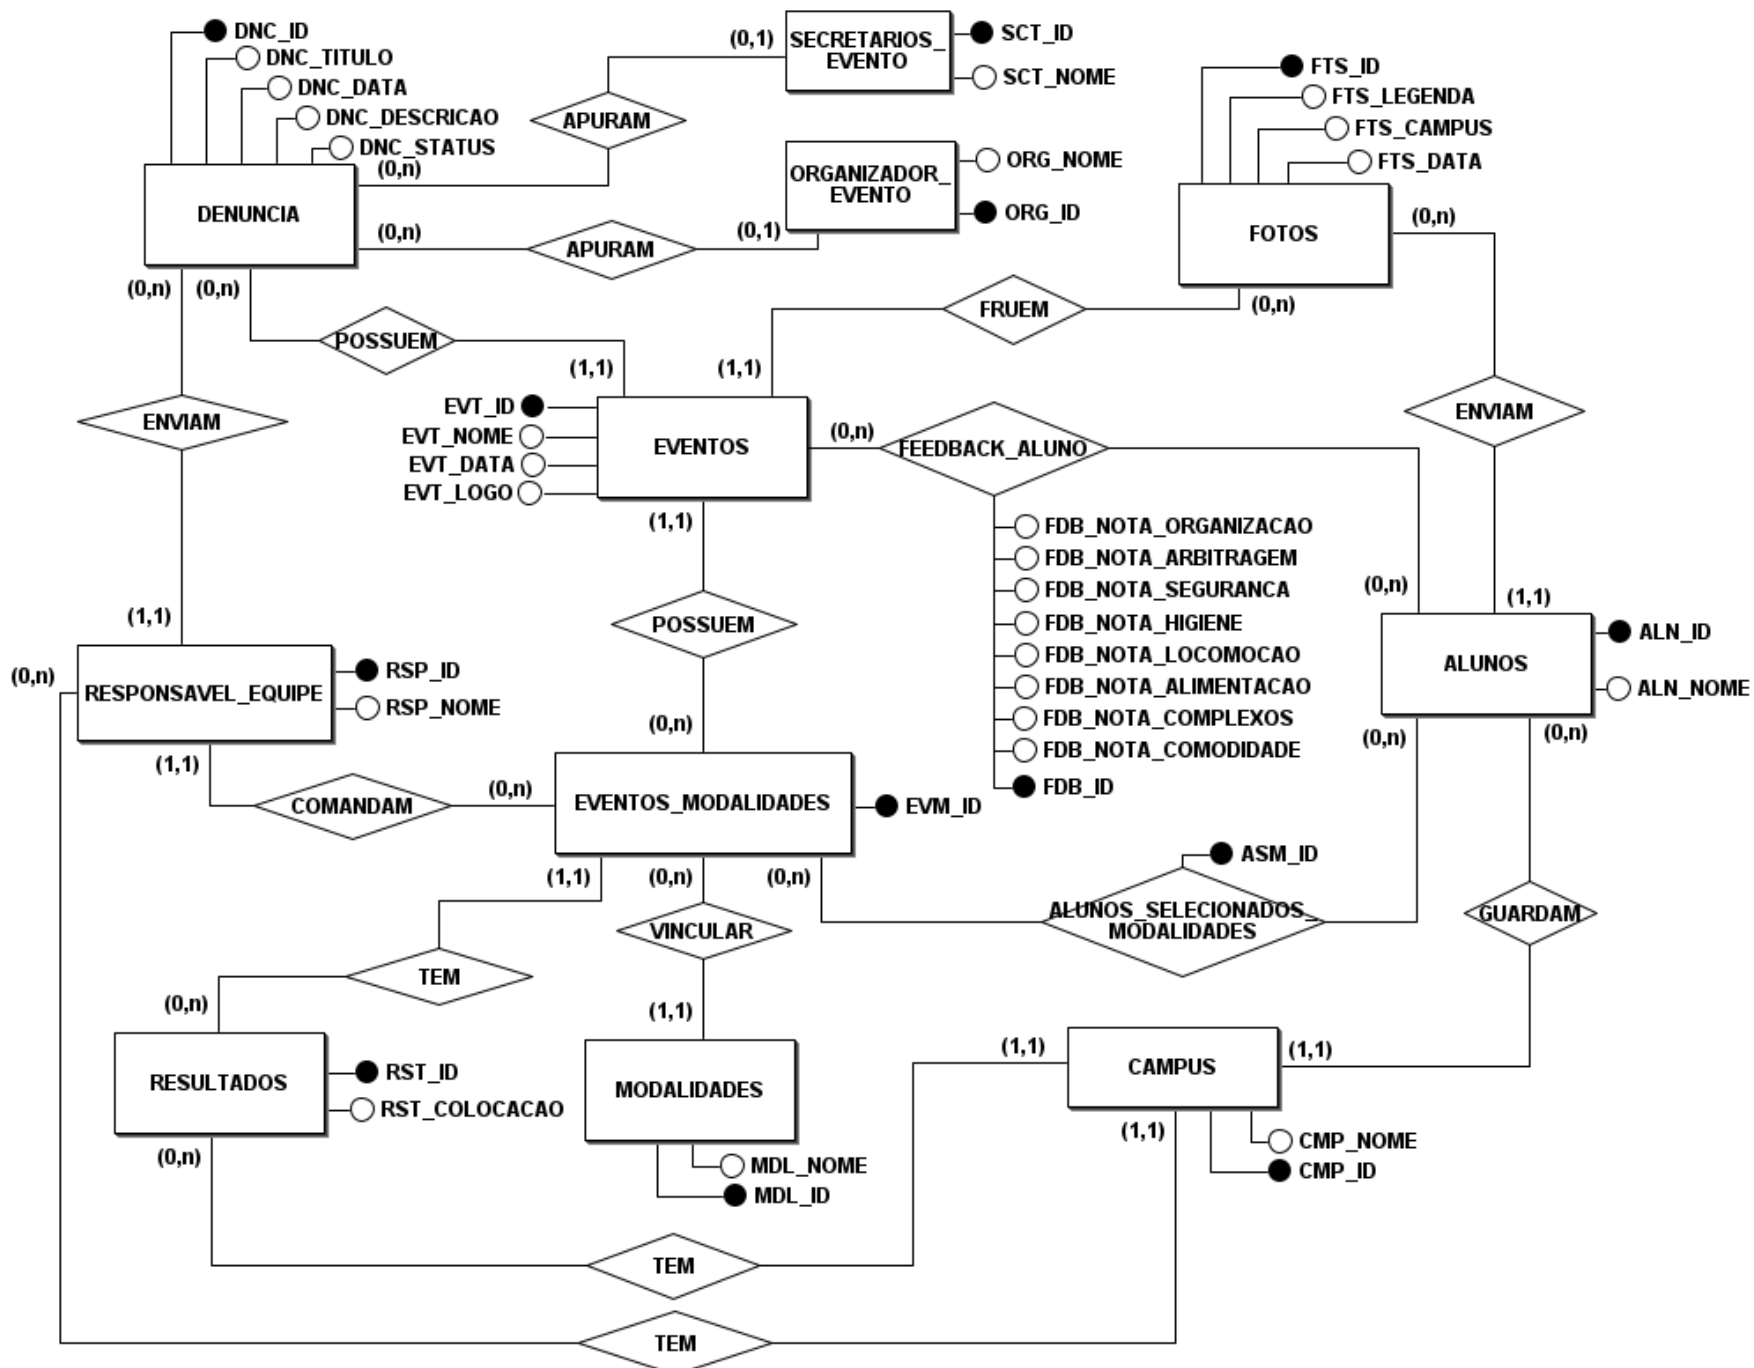 DNC_ID
DNC_TITULO
DNC_DATA
DNC_DESCRICAO
DNC_STATUS
(0,n)
DENUNCIA
(0,n)
(0,n)
(0,n)
APURAM
(0,1)
SECRETARIOS_
EVENTO
SCT_ID
SCT_NOME
APURAM
(0,1)
ORGANIZADOR_
EVENTO
ORG_NOME
ORG_ID
FTS_ID
FTS_LEGENDA
FTS_CAMPUS
FTS_DATA
FOTOS
(0,n)
(0,n)
FRUEM
(1,1)
POSSUEM
(1,1)
ENVIAM
ENVIAM
EVT_ID
EVT_NOME
EVT_DATA
EVT_LOGO
EVENTOS
(0,n)
(1,1)
FEEDBACK_ALUNO
FDB_NOTA_ORGANIZACAO
FDB_NOTA_ARBITRAGEM
FDB_NOTA_SEGURANCA
FDB_NOTA_HIGIENE
FDB_NOTA_LOCOMOCAO
FDB_NOTA_ALIMENTACAO
FDB_NOTA_COMPLEXOS
FDB_NOTA_COMODIDADE
FDB_ID
(0,n)
(1,1)
ALUNOS
ALN_ID
ALN_NOME
(0,n)
(0,n)
POSSUEM
(1,1)
(0,n)
RESPONSAVEL_EQUIPE
RSP_ID
RSP_NOME
(1,1)
COMANDAM
(0,n)
(0,n)
EVENTOS_MODALIDADES
EVM_ID
(1,1)
(0,n)
(0,n)
ASM_ID
ALUNOS_SELECIONADOS_
MODALIDADES
GUARDAM
VINCULAR
TEM
(0,n)
(1,1)
(1,1)
(1,1)
RESULTADOS
RST_ID
RST_COLOCACAO
(0,n)
MODALIDADES
MDL_NOME
MDL_ID
CAMPUS
(1,1)
CMP_NOME
CMP_ID
TEM
TEM